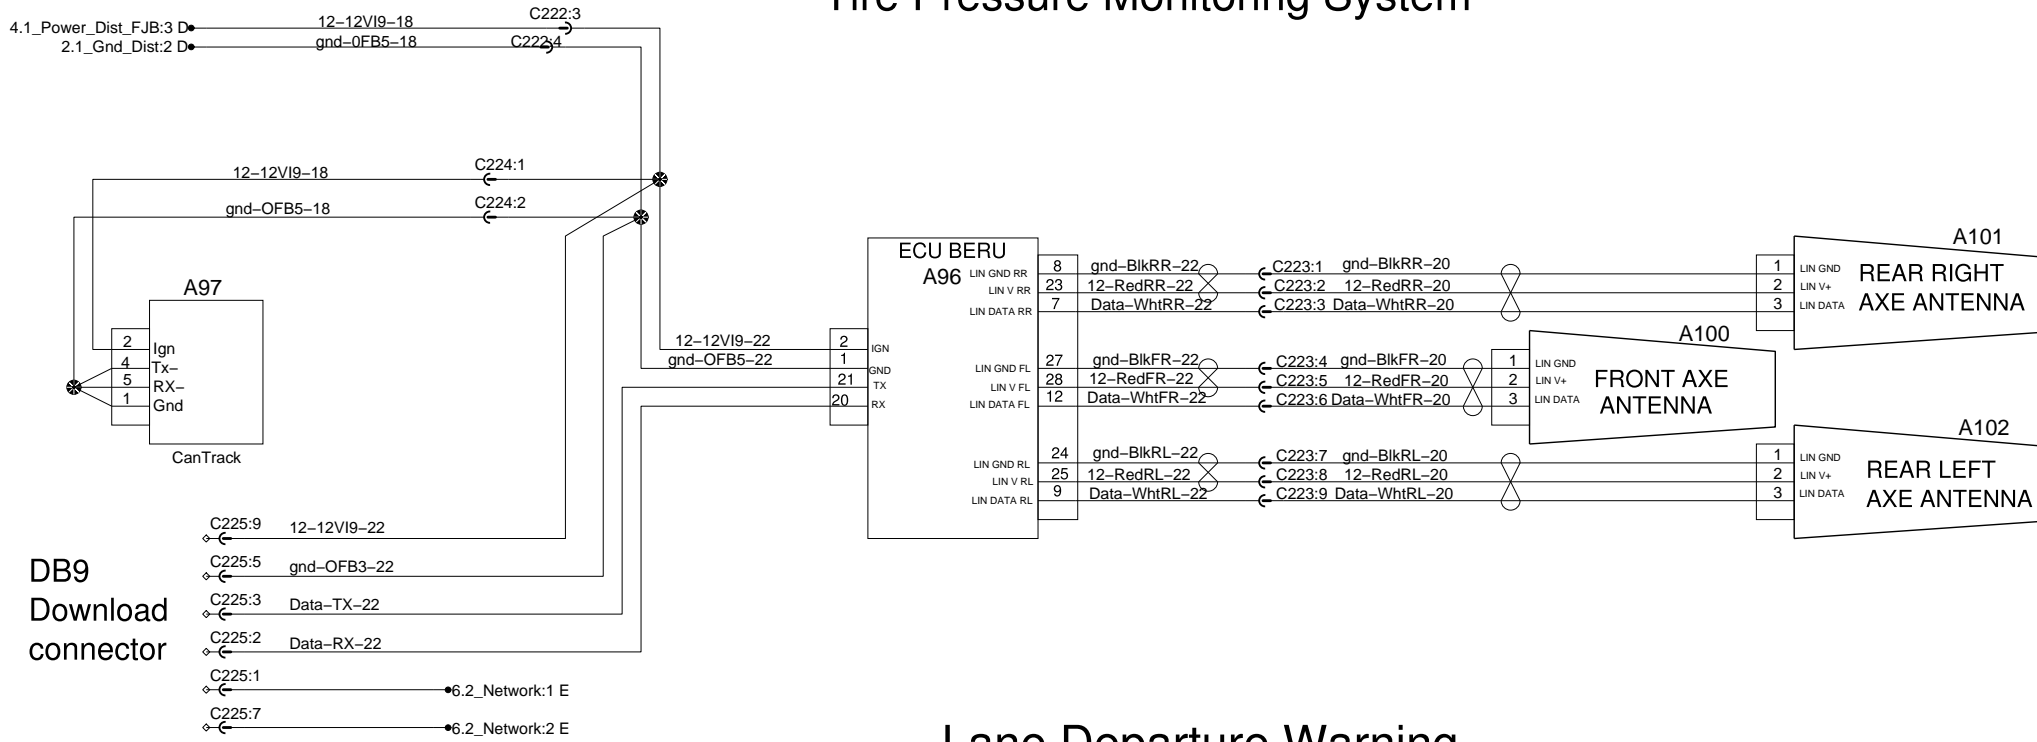 Tire Pressure Monitoring System
4.1_Power_Dist_FJB:3 D
12–12VI9–18
C222:3
2.1_Gnd_Dist:2 D
gnd–0FB5–18
C222:4
12–12VI9–18
C224:1
gnd–OFB5–18
C224:2
A97
2 Ign
4 Tx–
5 RX–
1 Gnd
CanTrack
12–12VI9–22
gnd–OFB5–22
2 IGN
1 GND
21 TX
20 RX
ECU BERU
A96
LIN GND RR 8 gnd–BlkRR–22 C223:1 gnd–BlkRR–20
LIN V RR 23 12–RedRR–22 C223:2 12–RedRR–20
LIN DATA RR 7 Data–WhtRR–22 C223:3 Data–WhtRR–20
A101
1 LIN GND
2 LIN V+
3 LIN DATA
REAR RIGHT
AXE ANTENNA
LIN GND FL 27 gnd–BlkFR–22 C223:4 gnd–BlkFR–20
LIN V FL 28 12–RedFR–22 C223:5 12–RedFR–20
LIN DATA FL 12 Data–WhtFR–22 C223:6 Data–WhtFR–20
A100
1 LIN GND
2 LIN V+
3 LIN DATA
FRONT AXE
ANTENNA
LIN GND RL 24 gnd–BlkRL–22 C223:7 gnd–BlkRL–20
LIN V RL 25 12–RedRL–22 C223:8 12–RedRL–20
LIN DATA RL 9 Data–WhtRL–22 C223:9 Data–WhtRL–20
A102
1 LIN GND
2 LIN V+
3 LIN DATA
REAR LEFT
AXE ANTENNA
DB9
Download
connector
C225:9 12–12VI9–22
C225:5 gnd–OFB3–22
C225:3 Data–TX–22
C225:2 Data–RX–22
C225:1 6.2_Network:1 E
C225:7 6.2_Network:2 E
Lane Departure Warning